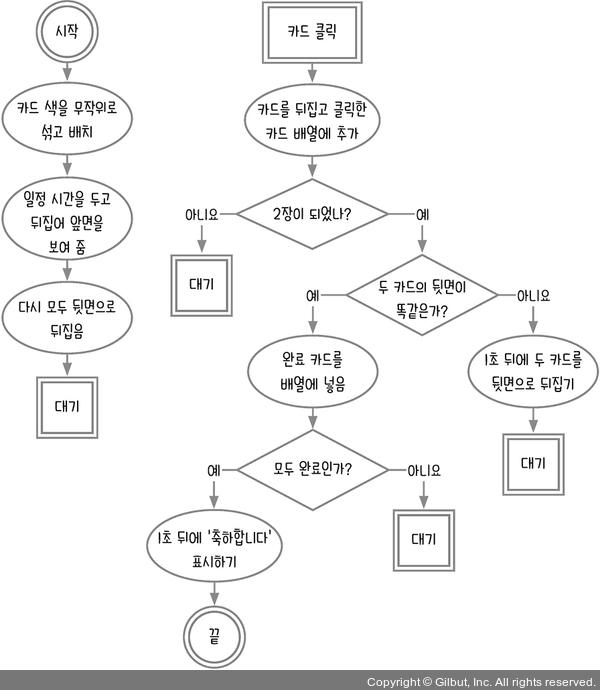 시작
카드 색을 무작위로
섞고 배치
일정 시간을 두고
뒤집어 앞면을
보여 줌
다시 모두 뒷면으로
뒤집음
대기
카드 클릭
카드를 뒤집고 클릭한
카드 배열에 추가
2장이 되었나?
아니요
예
대기
두 카드의 뒷면이
똑같은가?
예
아니요
완료 카드를
배열에 넣음
1초 뒤에 두 카드를
뒷면으로 뒤집기
대기
모두 완료인가?
예
아니요
1초 뒤에 '축하합니다'
표시하기
대기
끝
Copyright © Gilbut, Inc. All rights reserved.